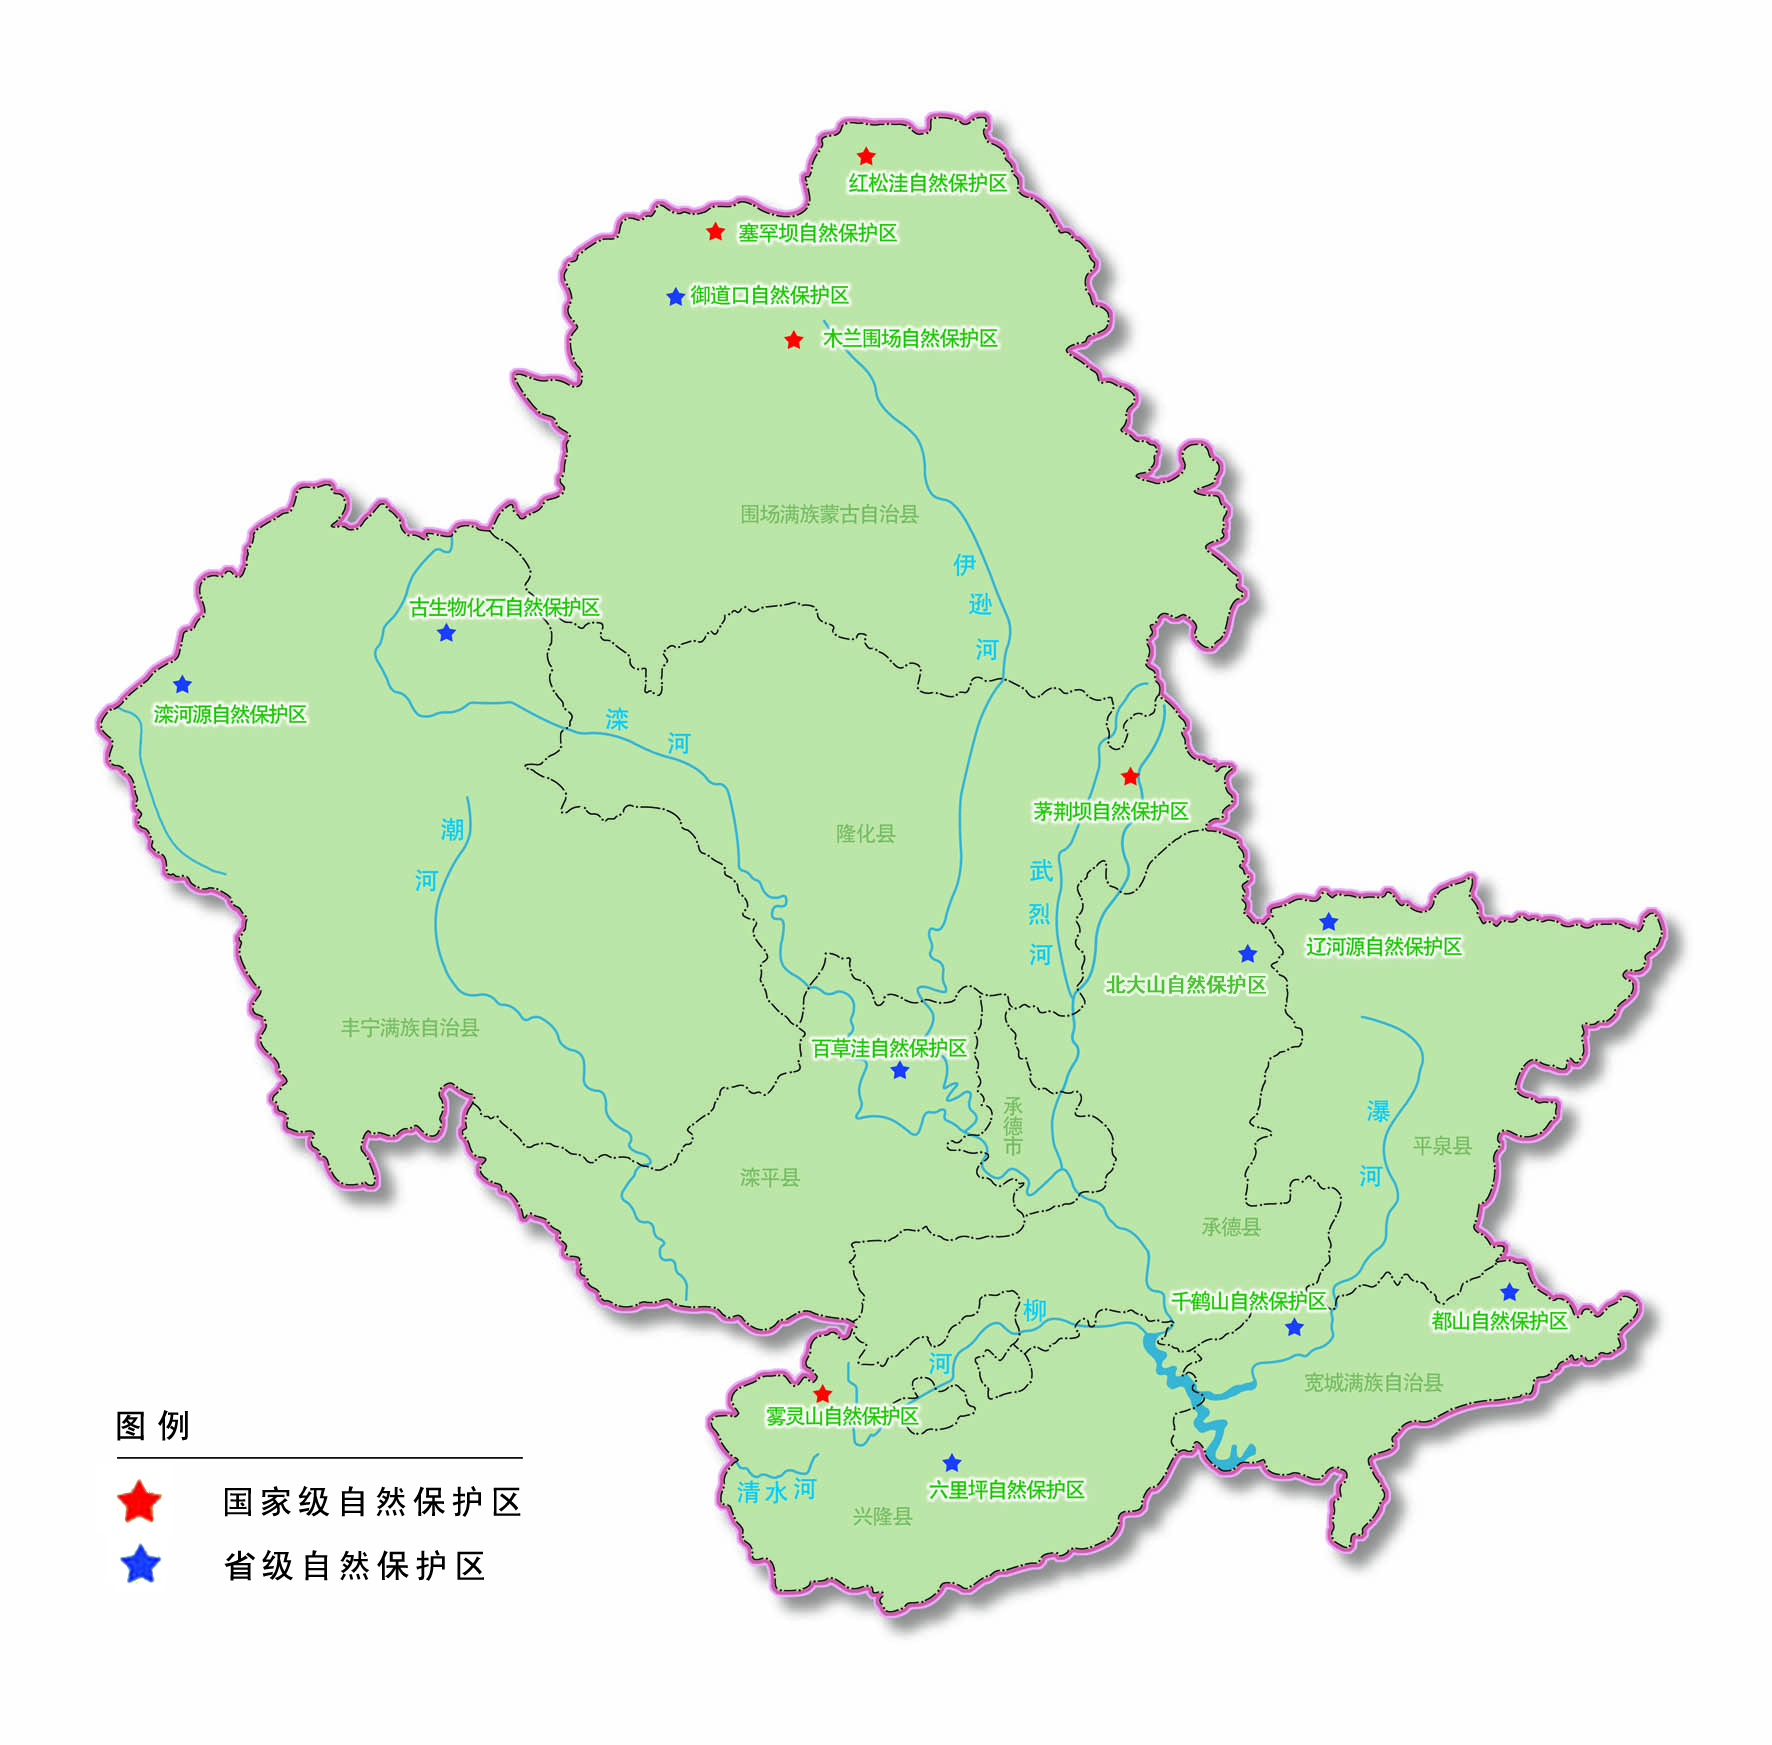 红松洼自然保护区
塞罕坝自然保护区
御道口自然保护区
木兰围场自然保护区
围场满族蒙古自治县
伊
逊
河
古生物化石自然保护区
滦河源自然保护区
滦
河
茅荆坝自然保护区
潮
河
隆化县
武
烈
河
辽河源自然保护区
北大山自然保护区
丰宁满族自治县
百草洼自然保护区
承
德
市
瀑
河
平泉县
滦平县
承德县
千鹤山自然保护区
都山自然保护区
柳
河
宽城满族自治县
雾灵山自然保护区
清水河
六里坪自然保护区
兴隆县
图例
国家级自然保护区
省级自然保护区